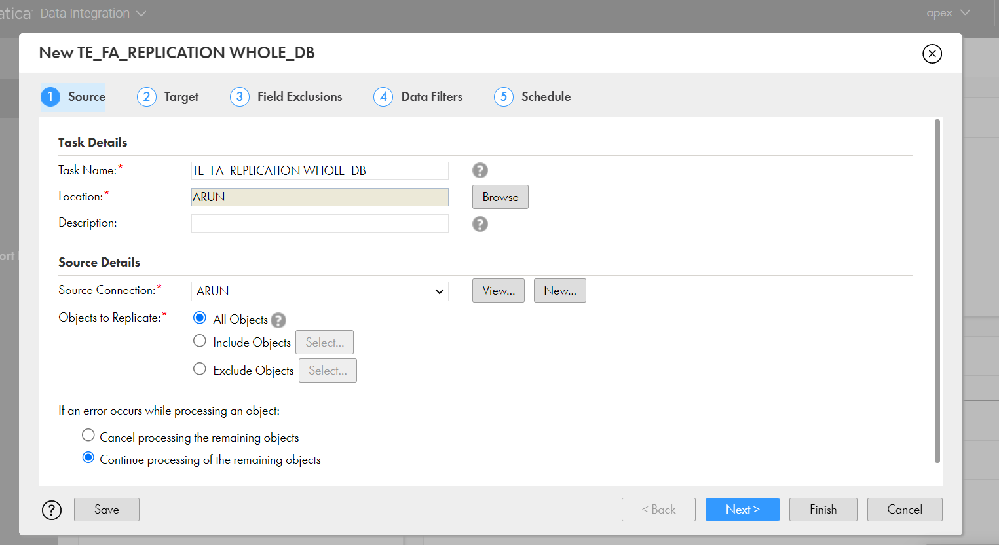 atica Data Integration apex
New TE_FA_REPLICATION WHOLE_DB
1 Source 2 Target 3 Field Exclusions 4 Data Filters 5 Schedule
Task Details
Task Name:* TE_FA_REPLICATION WHOLE_DB ?
Location:* ARUN Browse
Description: ?
ort
Source Details
Source Connection:* ARUN View... New...
Objects to Replicate:* All Objects ?
Include Objects Select...
Exclude Objects Select...
If an error occurs while processing an object:
Cancel processing the remaining objects
Continue processing of the remaining objects
? Save < Back Next > Finish Cancel